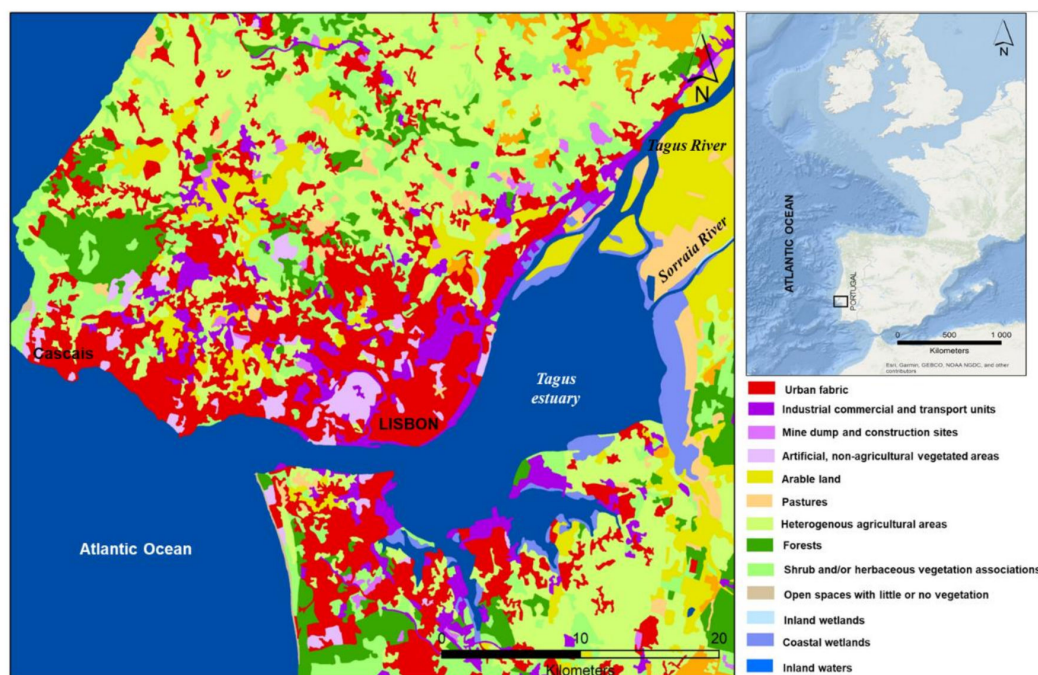 N
Tagus River
Sorraia River
Cascais
Tagus
estuary
LISBON
Atlantic Ocean
0 10 20
Kilometers
N
ATLANTIC OCEAN
PORTUGAL
0 500 1 000
Kilometers
Esri, Garmin, GEBCO, NOAA NGDC, and other
contributors
Urban fabric
Industrial commercial and transport units
Mine dump and construction sites
Artificial, non-agricultural vegetated areas
Arable land
Pastures
Heterogenous agricultural areas
Forests
Shrub and/or herbaceous vegetation associations
Open spaces with little or no vegetation
Inland wetlands
Coastal wetlands
Inland waters